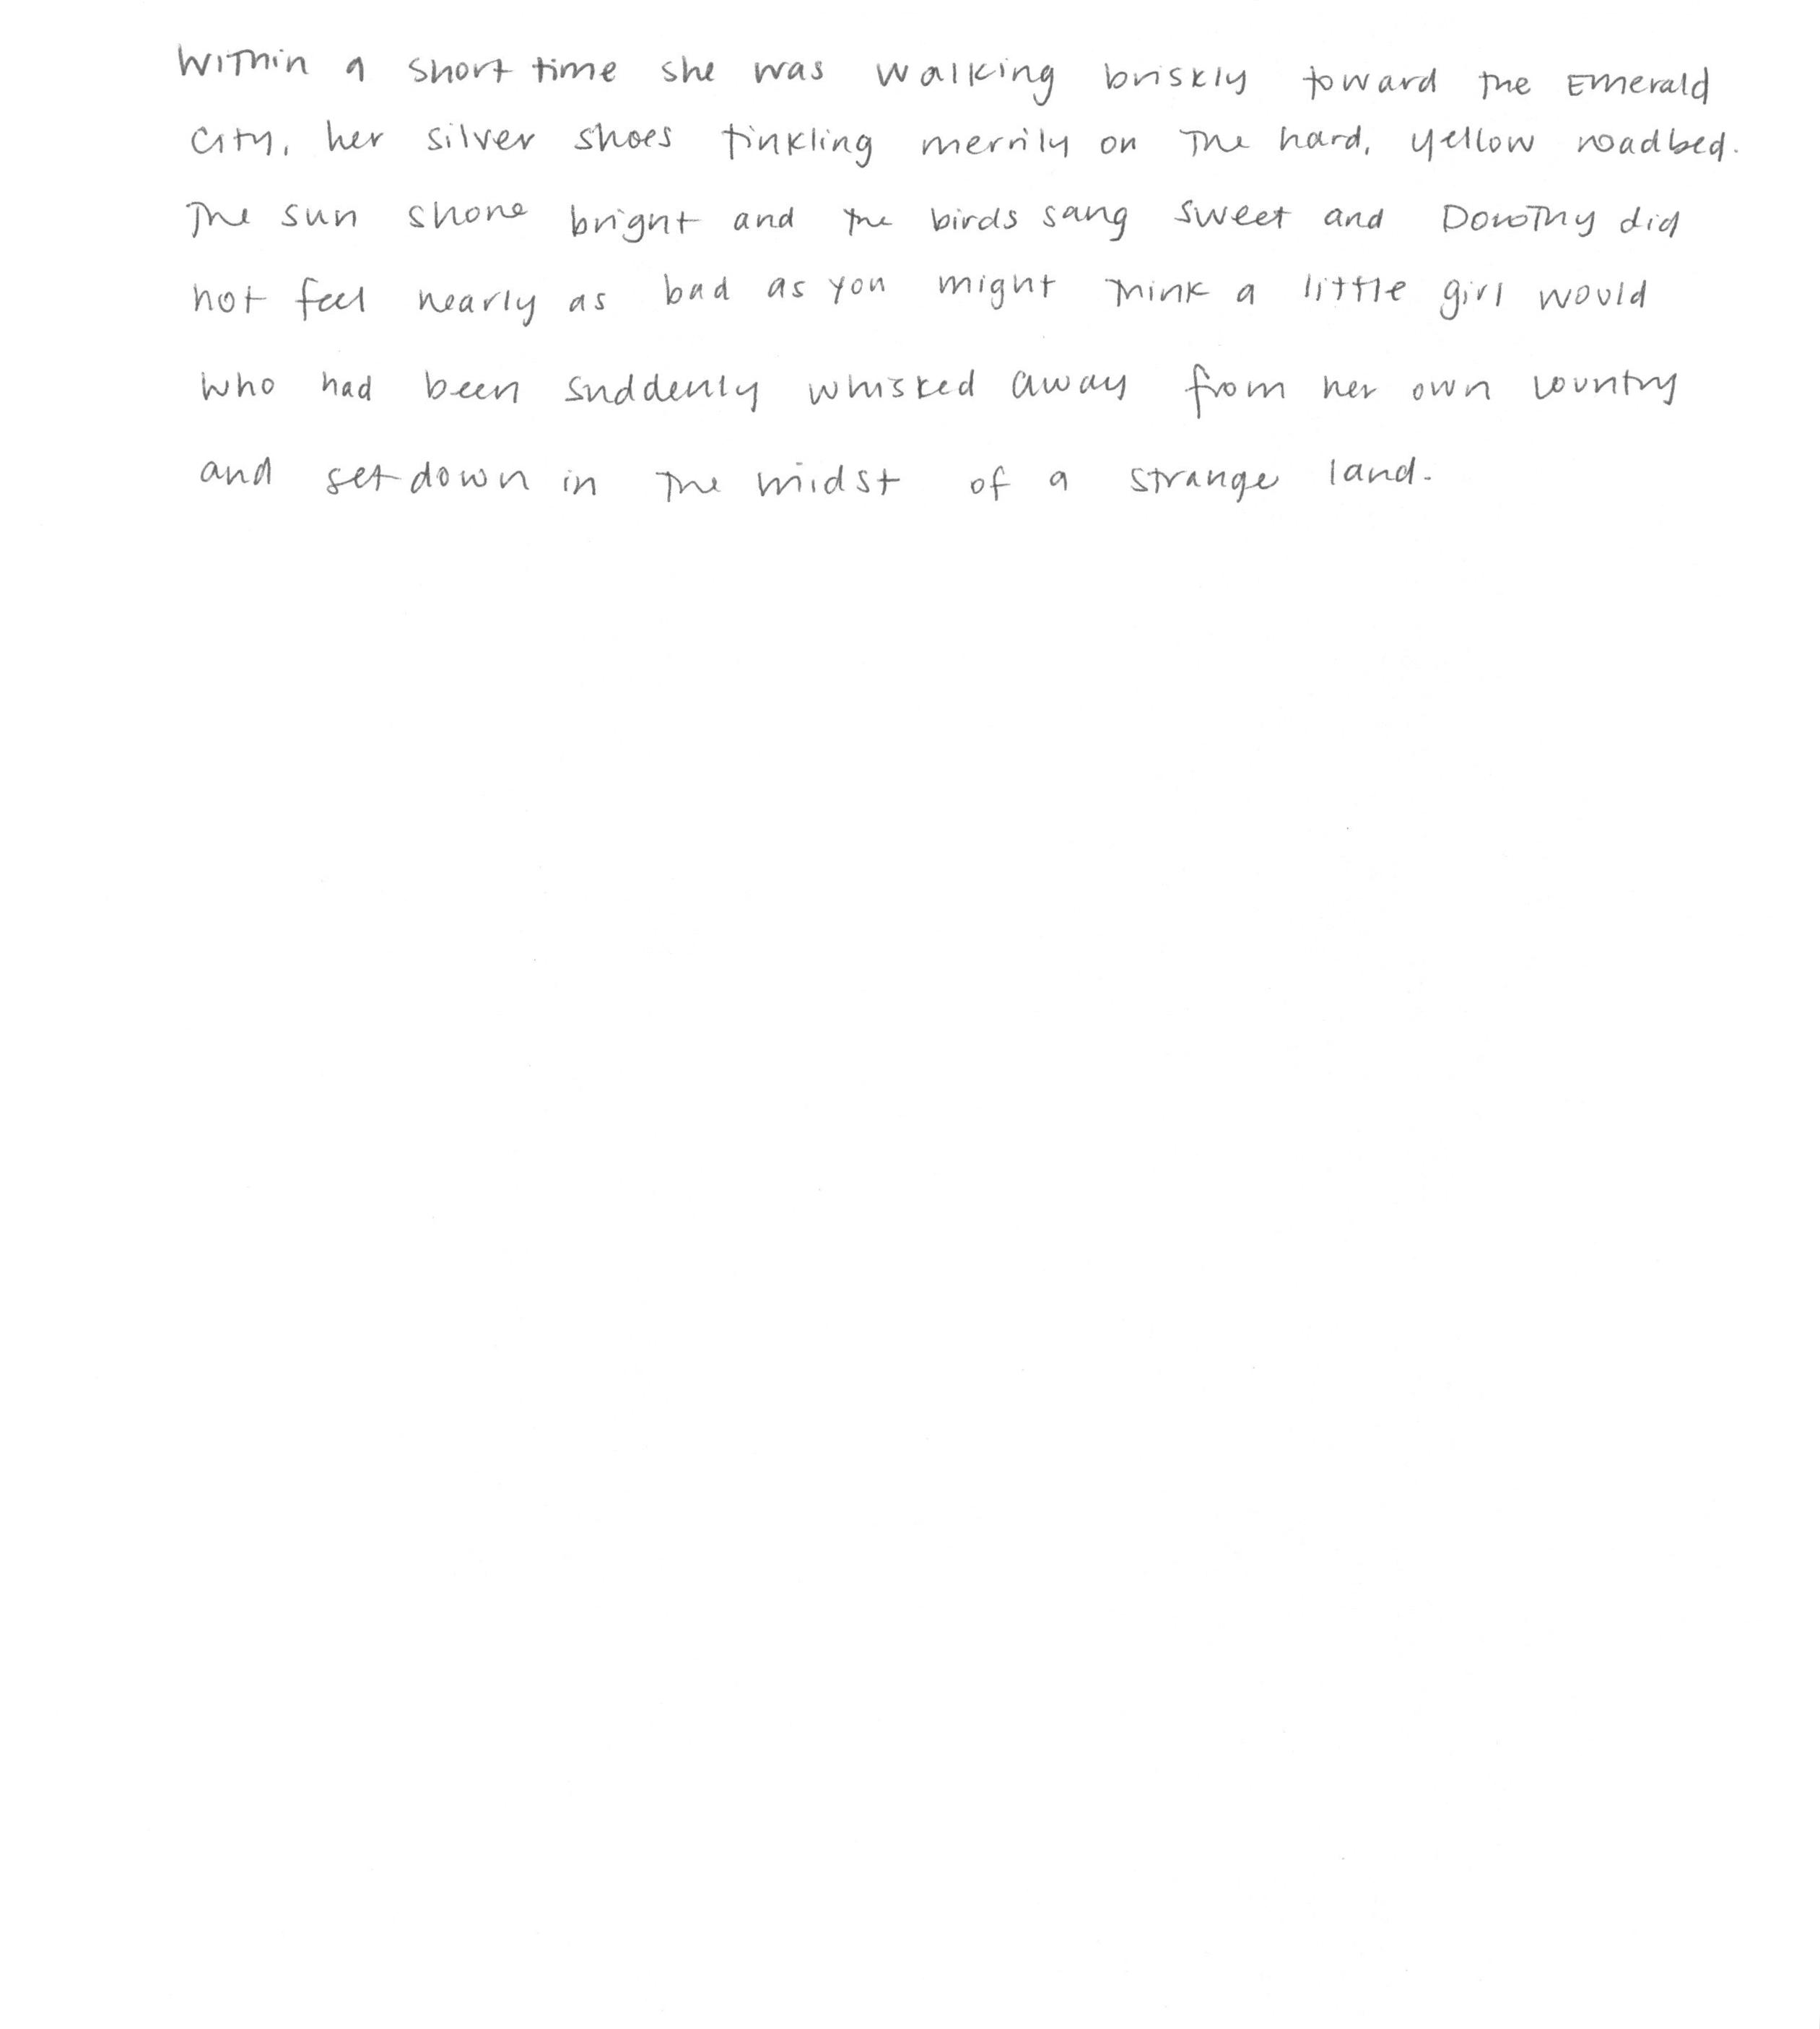 Within a short time she was walking briskly toward the Emerald
City, her silver shoes tinkling merrily on the hard, yellow roadbed.
The sun shone bright and the birds sang sweet and Dorothy did
not feel nearly as bad as you might think a little girl would
who had been suddenly whisked away from her own country
and set down in the midst of a strange land.